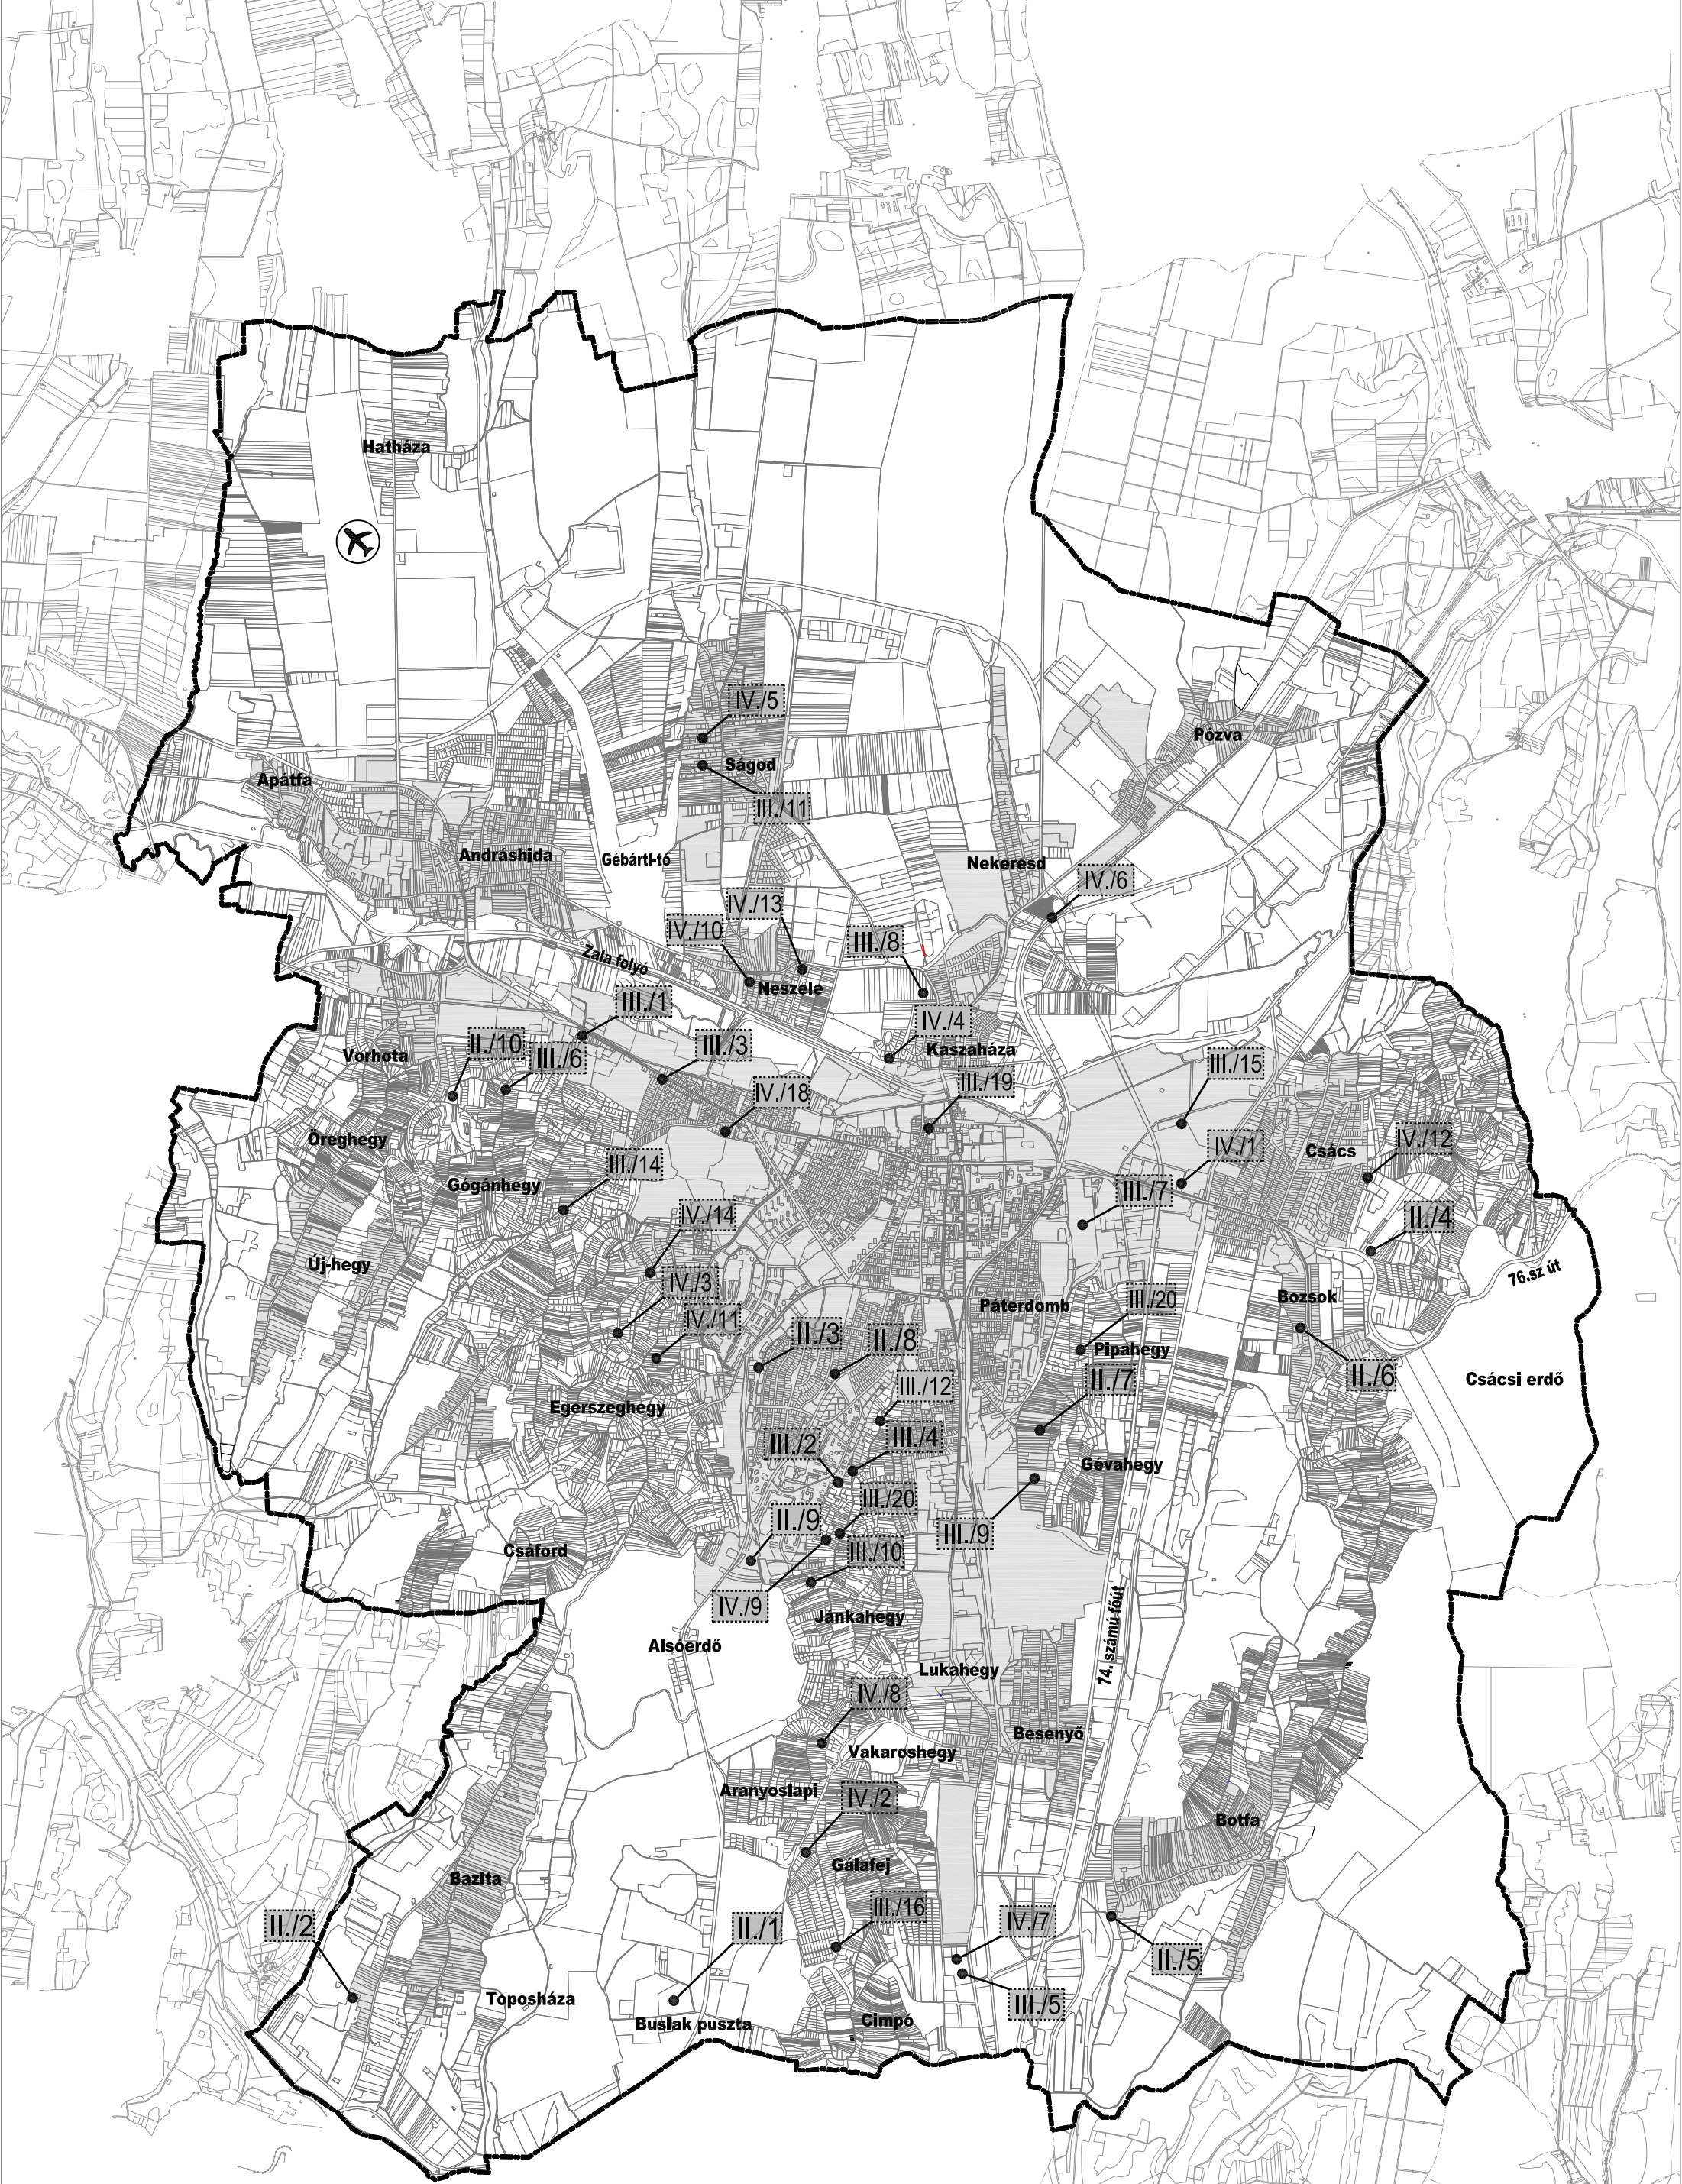 Hatháza
IV./5
Pózva
Ságod
Apátfa
III./11
Andráshida
Gébárti-tó
Nekeresd
IV./6
IV./13
IV./10
III./8
Zala folyó
Neszele
III./1
IV./4
II./10
III./3
Kaszaháza
Vorhota
III./6
III./15
III./19
IV./18
Öreghegy
IV./12
IV./1
Csács
III./14
Gógánhegy
III./7
IV./14
II./4
Új-hegy
76.sz út
IV./3
Bozsok
III./20
Páterdomb
IV./11
II./3
II./8
Pipahegy
II./6
Csácsi erdő
II./7
III./12
Egerszeghegy
III./2
III./4
Gévahegy
III./20
II./9
III./9
Csáford
III./10
IV./9
Jánkahegy
74. számú főút
Alsóerdő
Lukahegy
IV./8
Besenyő
Vakaroshegy
Aranyoslapi
IV./2
Botfa
Gálafej
Bazita
III./16
II./2
II./1
IV./7
II./5
Toposháza
III./5
Buslak puszta
Cimpó